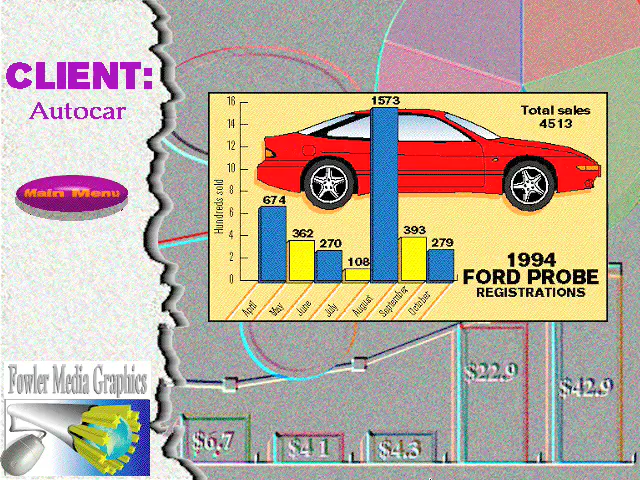 CLIENT:
Autocar
Main Menu
Fowler Media Graphics
Total sales
4513
Hundreds sold
16
14
12
10
8
6
4
2
0
674
362
270
108
1573
393
279
April
May
June
July
August
September
October
1994
FORD PROBE
REGISTRATIONS
$6.7
$4 1
$4.3
$22.9
$42.9